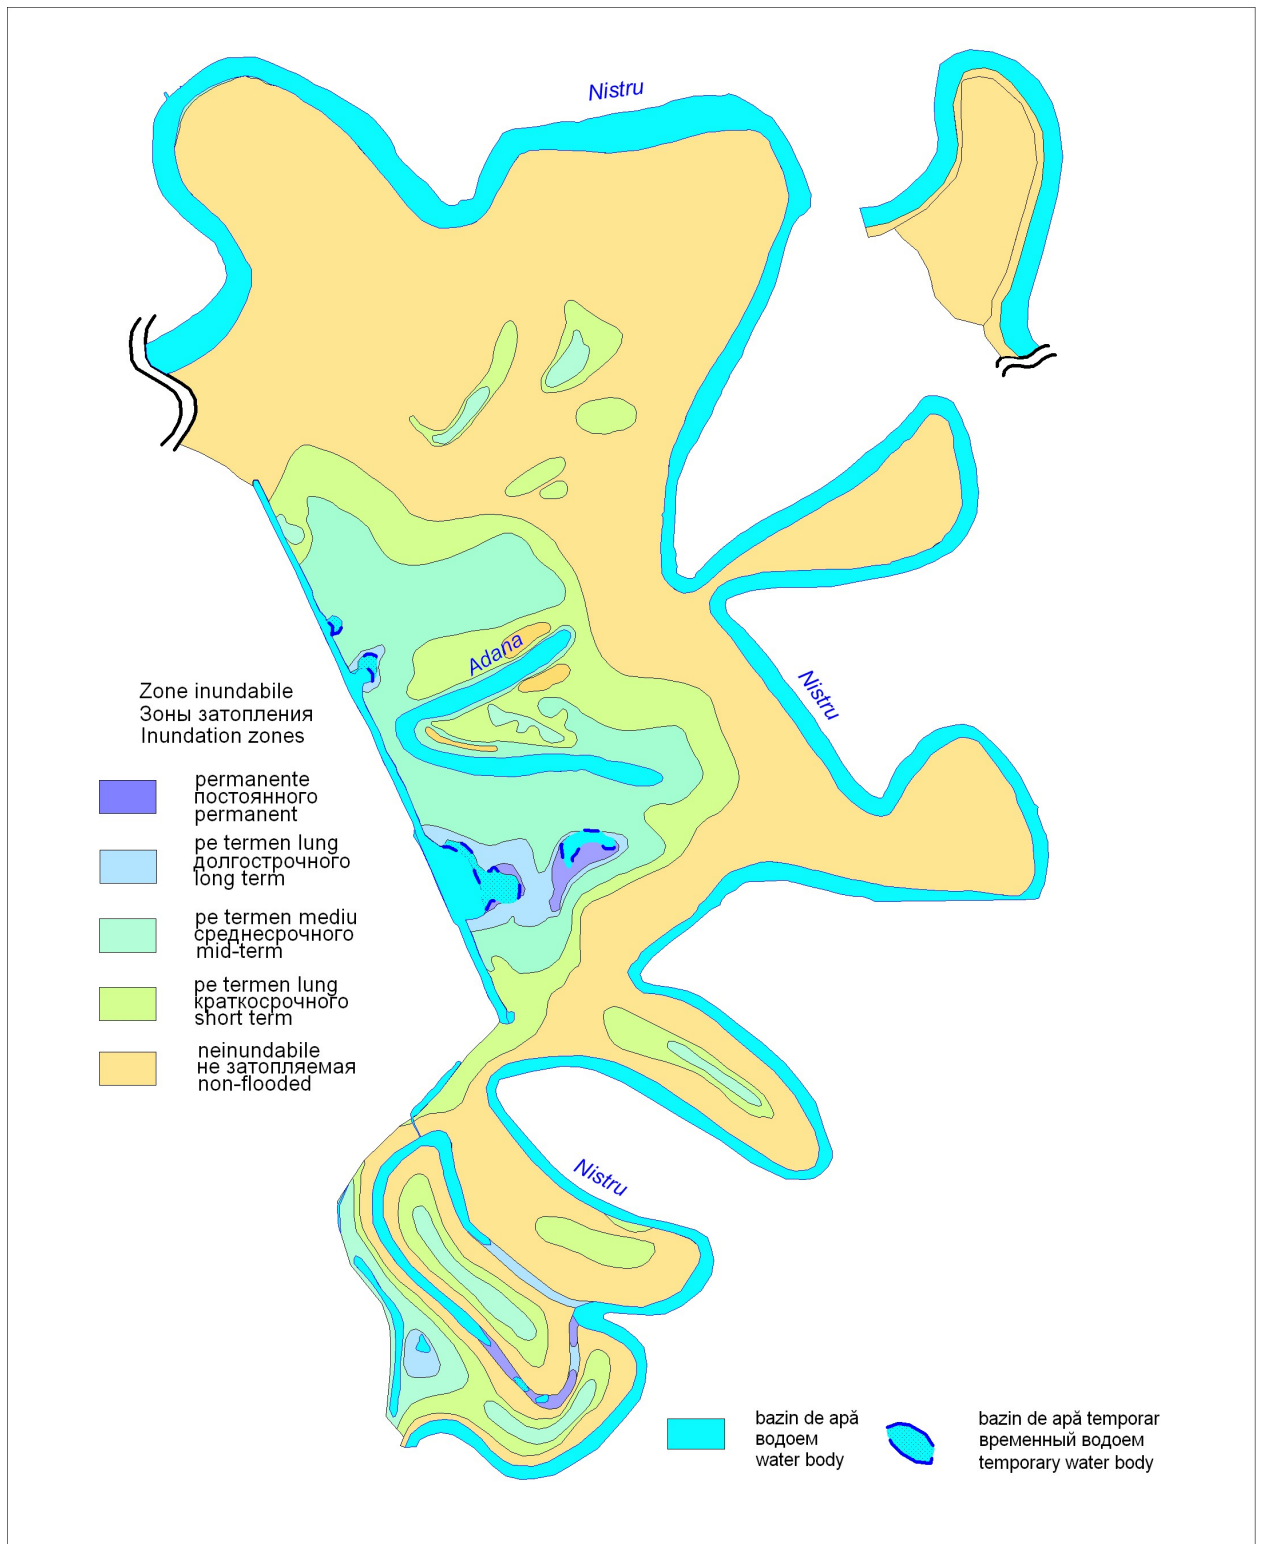 Nistru
Adana
Nistru
Zone inundabile
Зоны затопления
Inundation zones
permanente
постоянного
permanent
pe termen lung
долгострочного
long term
pe termen mediu
среднесрочного
mid-term
pe termen lung
краткосрочного
short term
neinundabile
не затопляемая
non-flooded
Nistru
bazin de apă
водоем
water body
bazin de apă temporar
временный водоем
temporary water body